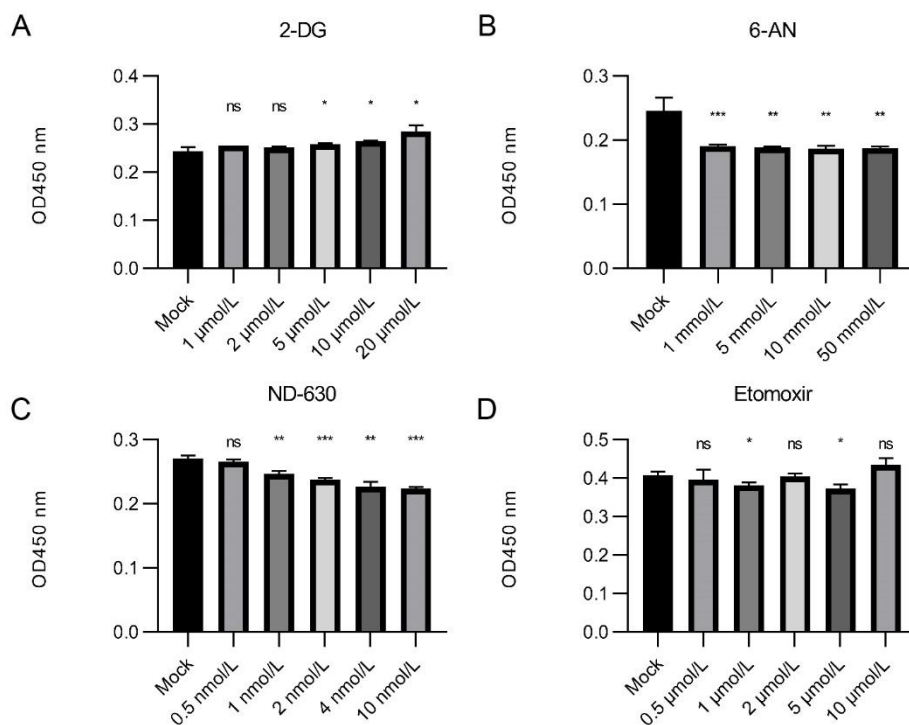 A
2-DG
OD450 nm
0.4
0.3
0.2
0.1
0.0
ns
ns
*
*
*
Mock
1 μmol/L
2 μmol/L
5 μmol/L
10 μmol/L
20 μmol/L
B
6-AN
OD450 nm
0.3
0.2
0.1
0.0
***
**
**
**
Mock
1 mmol/L
5 mmol/L
10 mmol/L
50 mmol/L
C
ND-630
OD450 nm
0.3
0.2
0.1
0.0
ns
**
***
**
***
Mock
0.5 nmol/L
1 nmol/L
2 nmol/L
4 nmol/L
10 nmol/L
D
Etomoxir
OD450 nm
0.5
0.4
0.3
0.2
0.1
0.0
ns
*
ns
*
ns
Mock
0.5 μmol/L
1 μmol/L
2 μmol/L
5 μmol/L
10 μmol/L